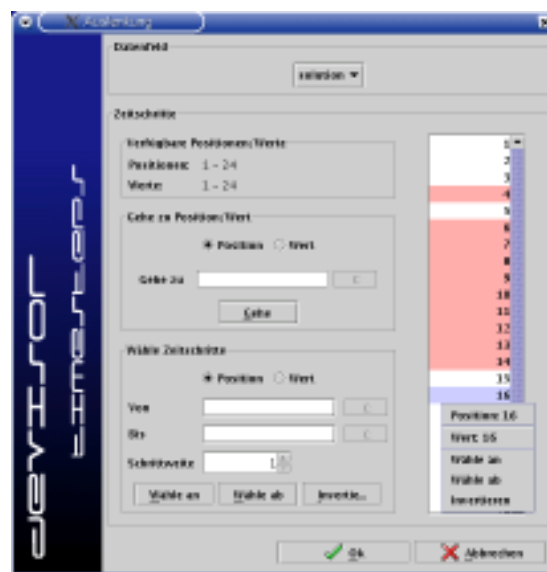 Auslenkung
Datenfeld
solution
Zeitschritte
Verfügbare Positionen/Werte
Positionen: 1 - 24
Werte: 1 - 24
Gehe zu Position/Wert
Position Wert
Gehe zu C
Gehe
Wähle Zeitschritte
Position Wert
Von C
Bis C
Schrittweite 1
Wähle an Wähle ab Invertie...
1
2
3
4
5
6
7
8
9
10
11
12
13
14
15
16
Position: 16
Wert: 16
Wähle an
Wähle ab
Invertieren
Ok Abbrechen
devisor
timesteps